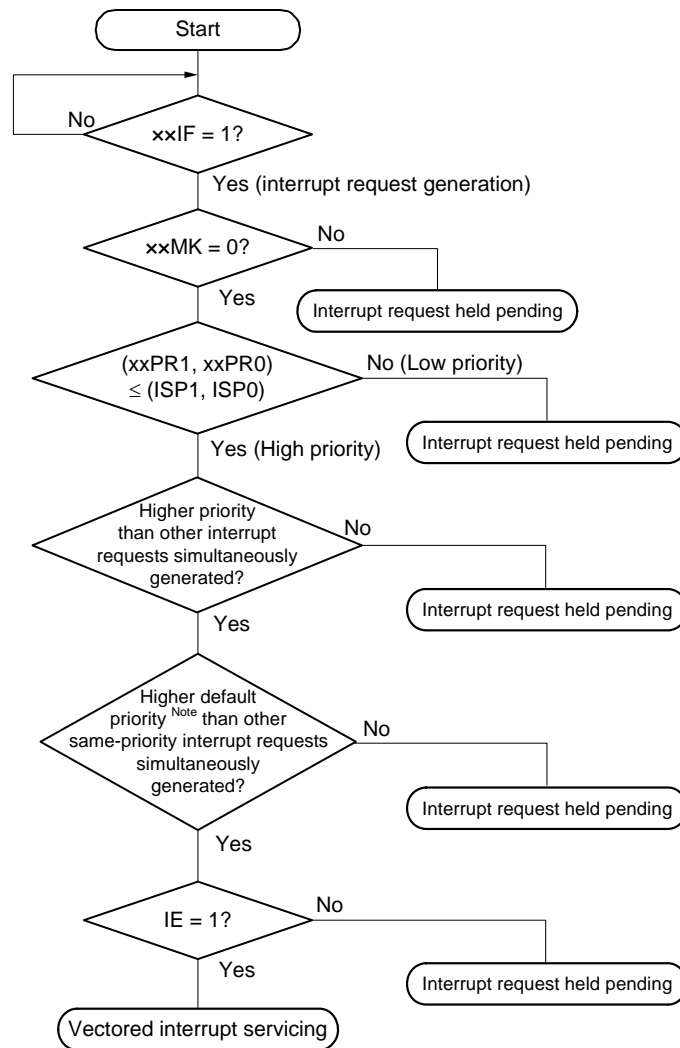 Start
No
××IF = 1?
Yes (interrupt request generation)
××MK = 0?
No
Yes
Interrupt request held pending
(xxPR1, xxPR0)
≤ (ISP1, ISP0)
No (Low priority)
Interrupt request held pending
Yes (High priority)
Higher priority
than other interrupt
requests simultaneously
generated?
No
Interrupt request held pending
Yes
Higher default
priority Note than other
same-priority interrupt requests
simultaneously
generated?
No
Interrupt request held pending
Yes
IE = 1?
No
Yes
Interrupt request held pending
Vectored interrupt servicing